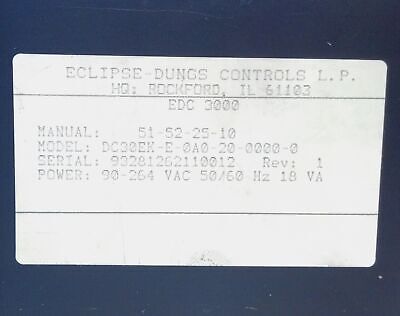 ECLIPSE-DUNGS CONTROLS L.P.
HQ: ROCKFORD, IL 61103
EDC 3000
MANUAL: 51-52-25-10
MODEL: DC30EK-E-0A0-20-0000-0
SERIAL: 99281262110012 Rev: 1
POWER: 90-264 VAC 50/60 Hz 18 VA